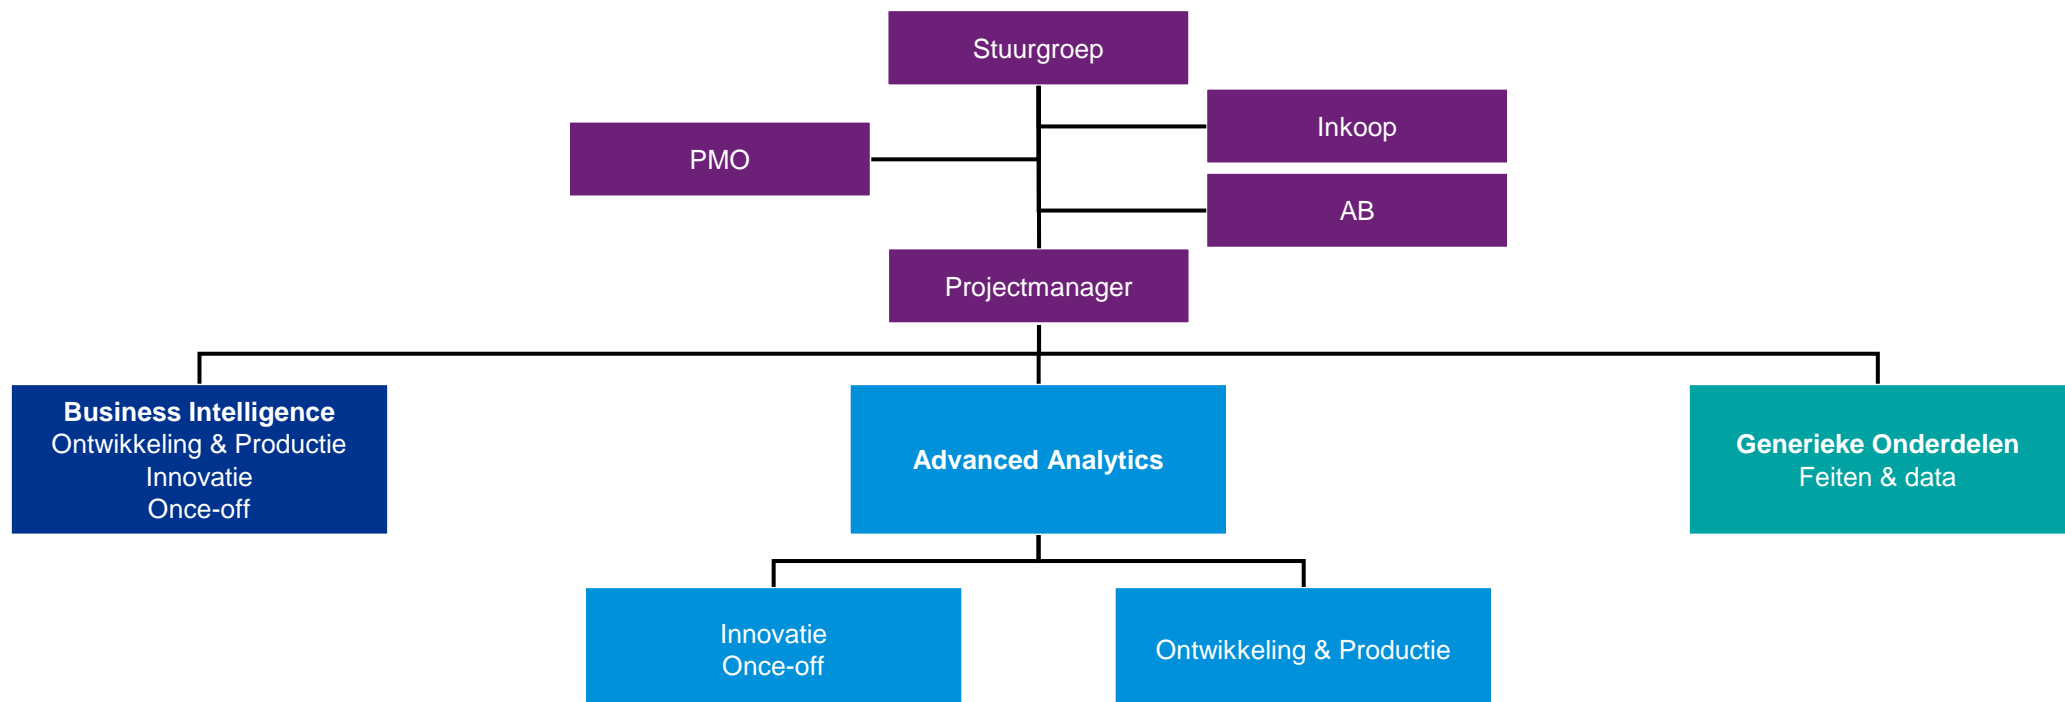 Stuurgroep
Inkoop
PMO
AB
Projectmanager
Business Intelligence
Ontwikkeling & Productie
Innovatie
Once-off
Advanced Analytics
Generieke Onderdelen
Feiten & data
Innovatie
Once-off
Ontwikkeling & Productie